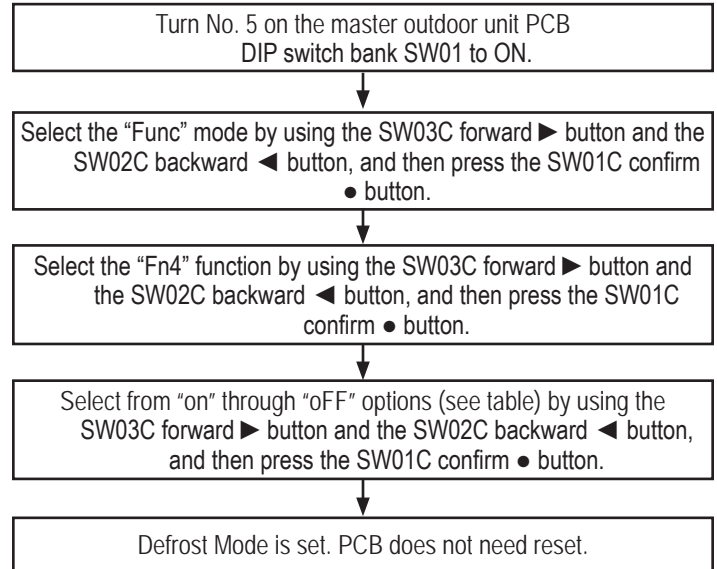 Turn No. 5 on the master outdoor unit PCB
DIP switch bank SW01 to ON.
Select the “Func” mode by using the SW03C forward ► button and the
SW02C backward ◄ button, and then press the SW01C confirm
● button.
Select the “Fn4” function by using the SW03C forward ► button and
the SW02C backward ◄ button, and then press the SW01C
confirm ● button.
Select from “on” through “oFF” options (see table) by using the
SW03C forward ► button and the SW02C backward ◄ button,
and then press the SW01C confirm ● button.
Defrost Mode is set. PCB does not need reset.